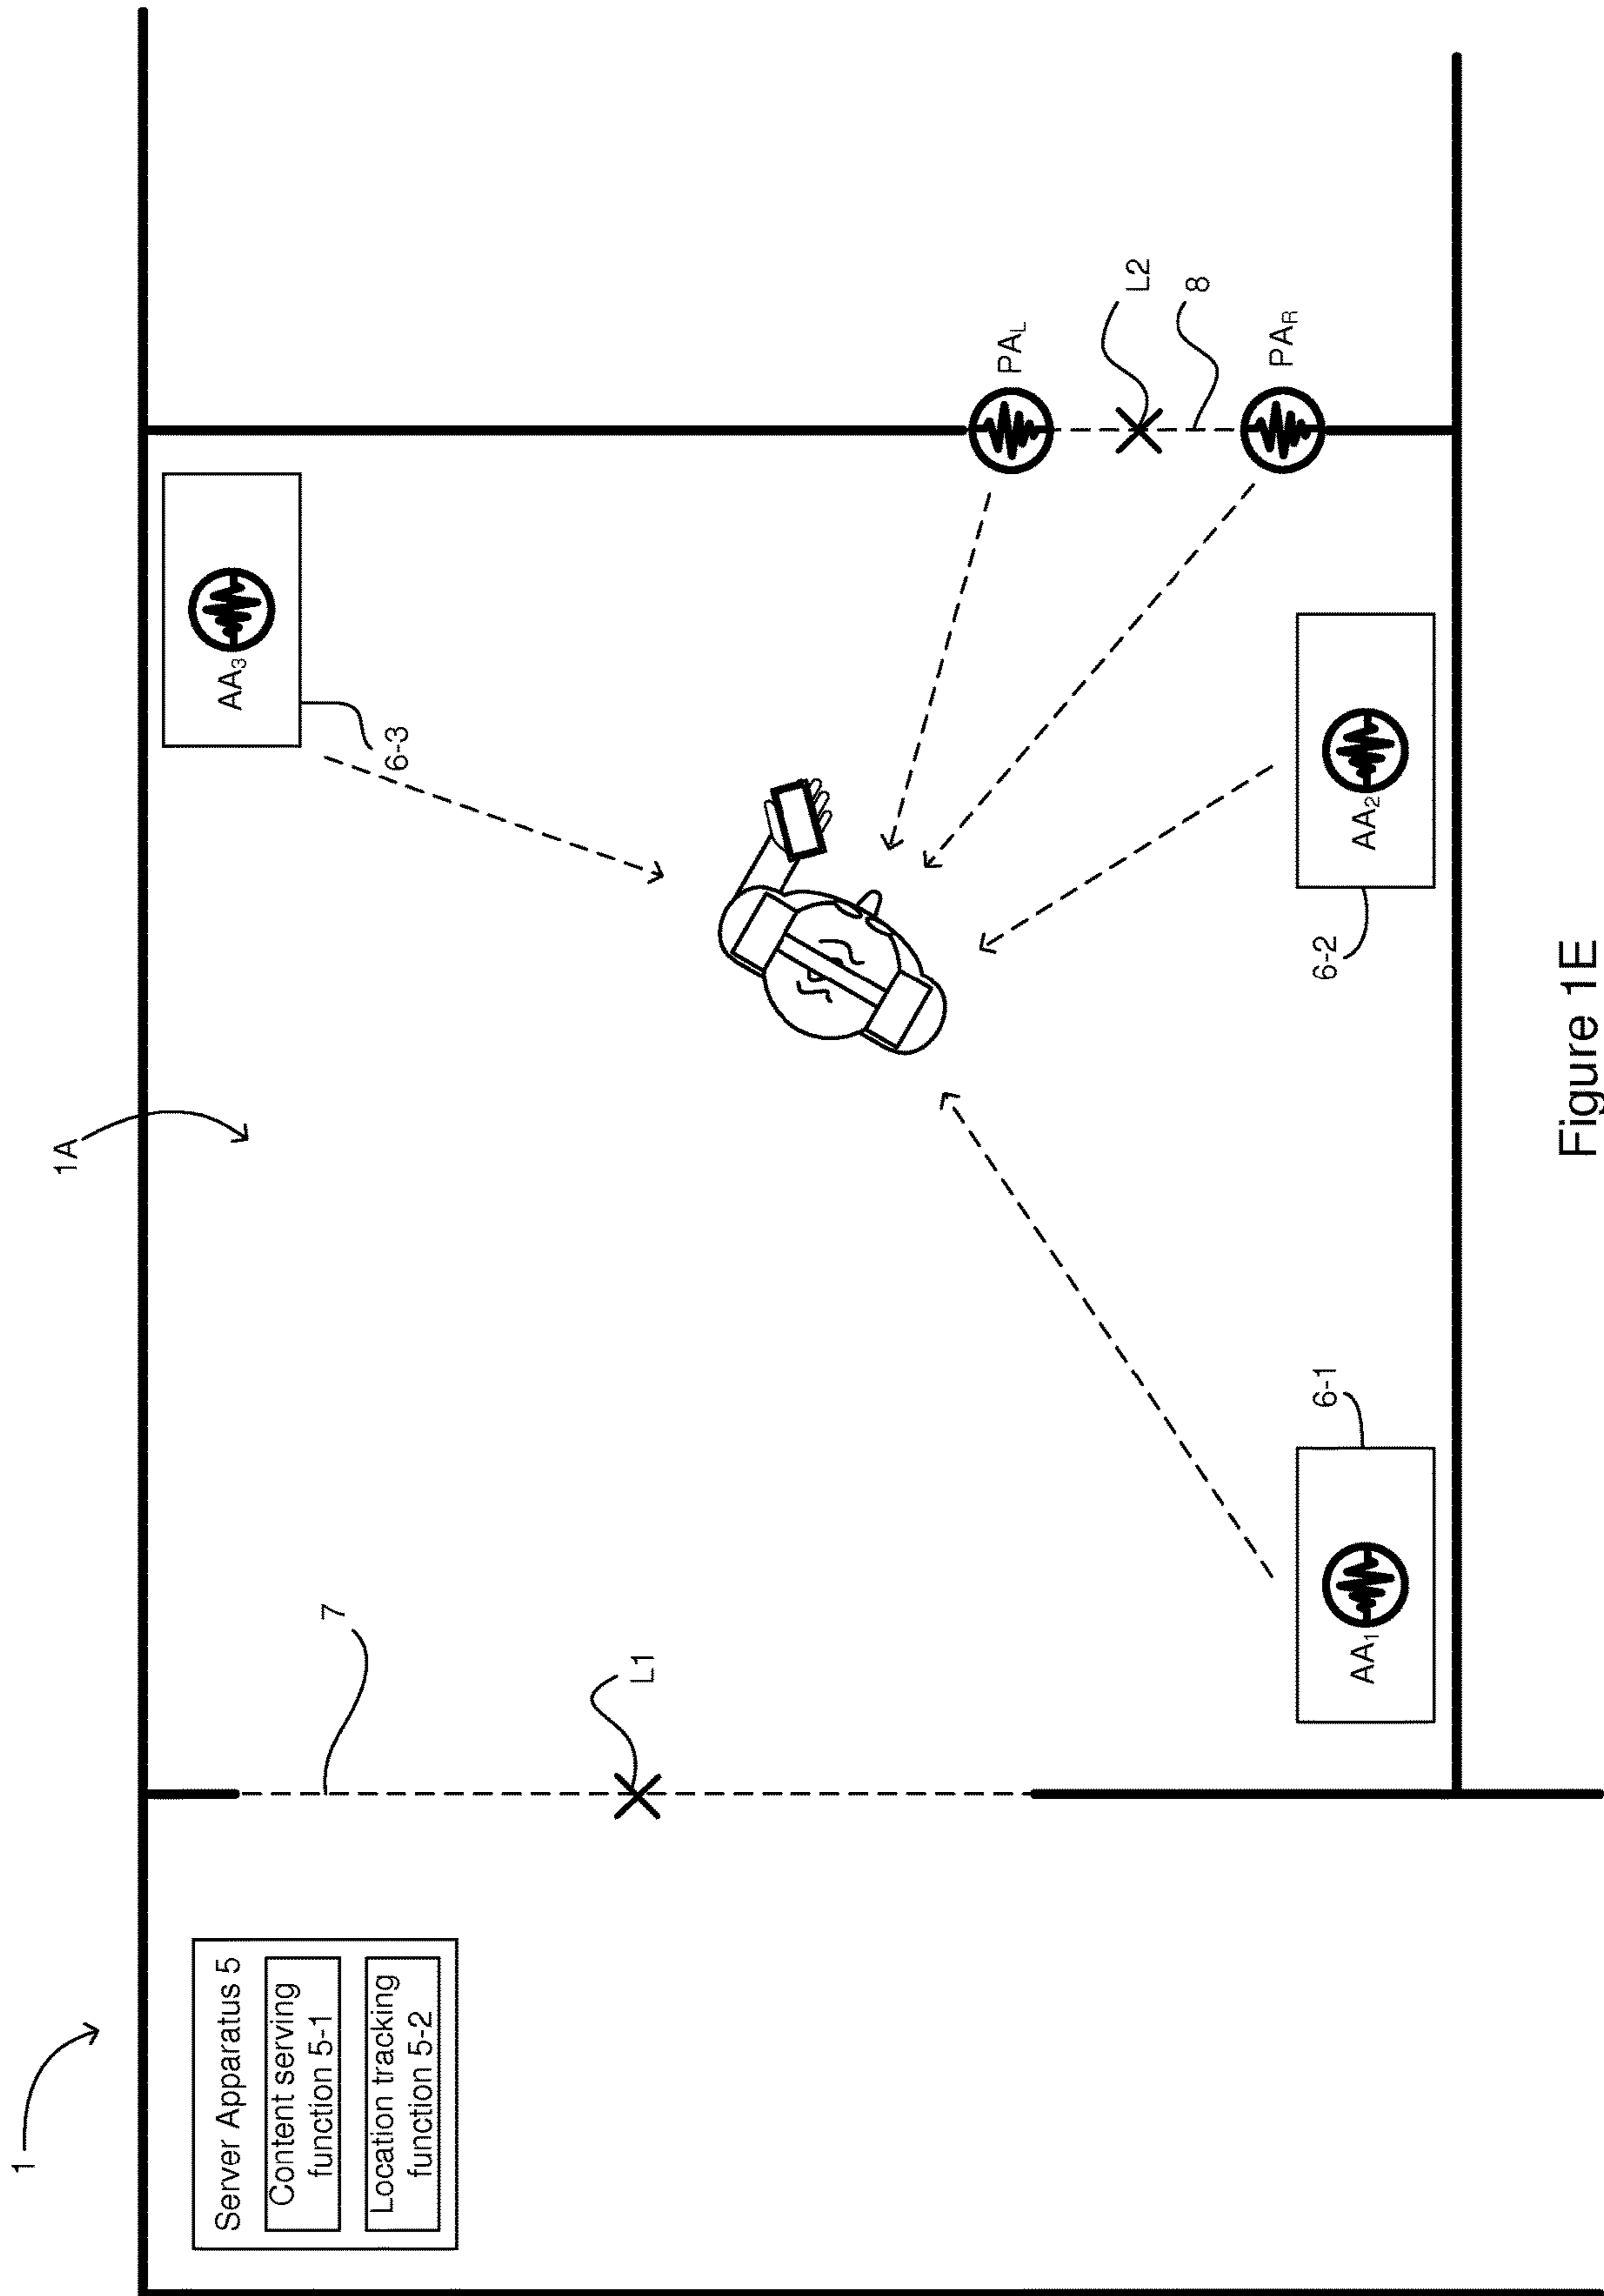 1
Server Apparatus 5
Content serving
function 5-1
Location tracking
function 5-2
1A
7
L1
AA3
6-3
PAL
L2
8
PAR
AA1
6-1
AA2
6-2
Figure 1E